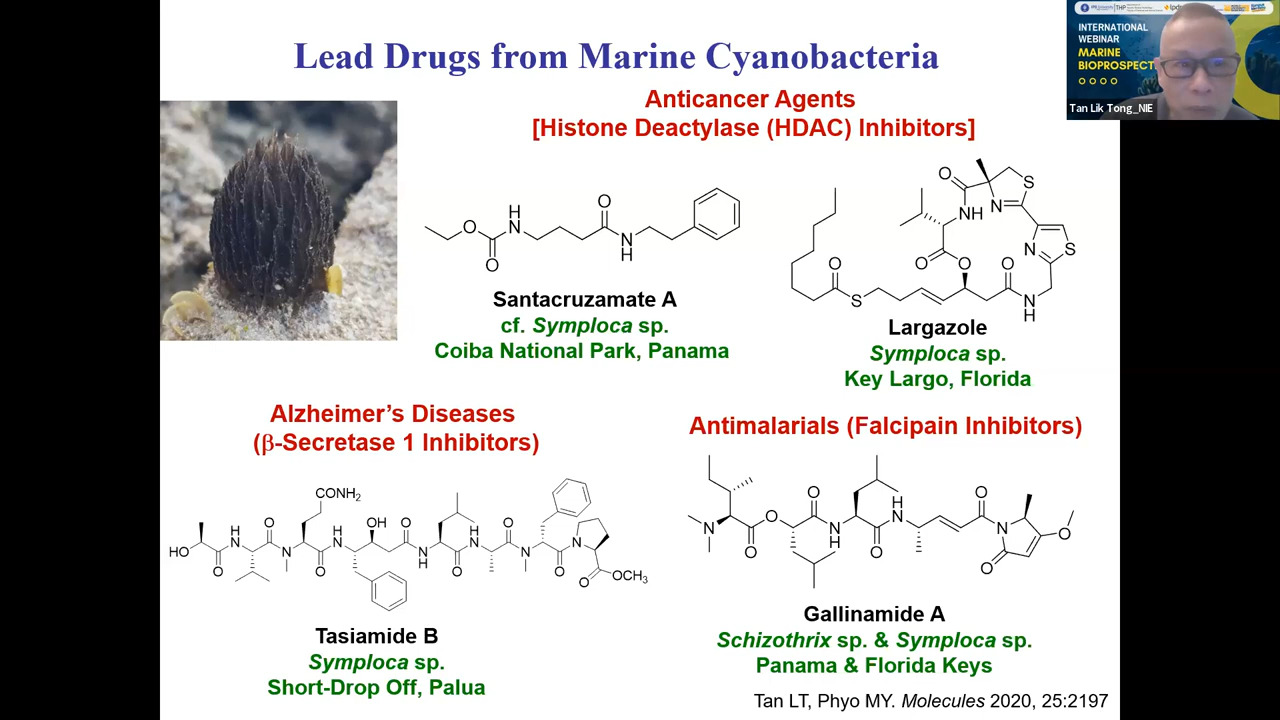 Lead Drugs from Marine Cyanobacteria
Anticancer Agents
[Histone Deactylase (HDAC) Inhibitors]
Santacruzamate A
cf. Symploca sp.
Coiba National Park, Panama
Largazole
Symploca sp.
Key Largo, Florida
Alzheimer’s Diseases
(β-Secretase 1 Inhibitors)
Tasiamide B
Symploca sp.
Short-Drop Off, Palua
Antimalarials (Falcipain Inhibitors)
Gallinamide A
Schizothrix sp. & Symploca sp.
Panama & Florida Keys
Tan LT, Phyo MY. Molecules 2020, 25:2197
INTERNATIONAL
WEBINAR
MARINE
BIOPROSPECT
Tan Lik Tong_NIE